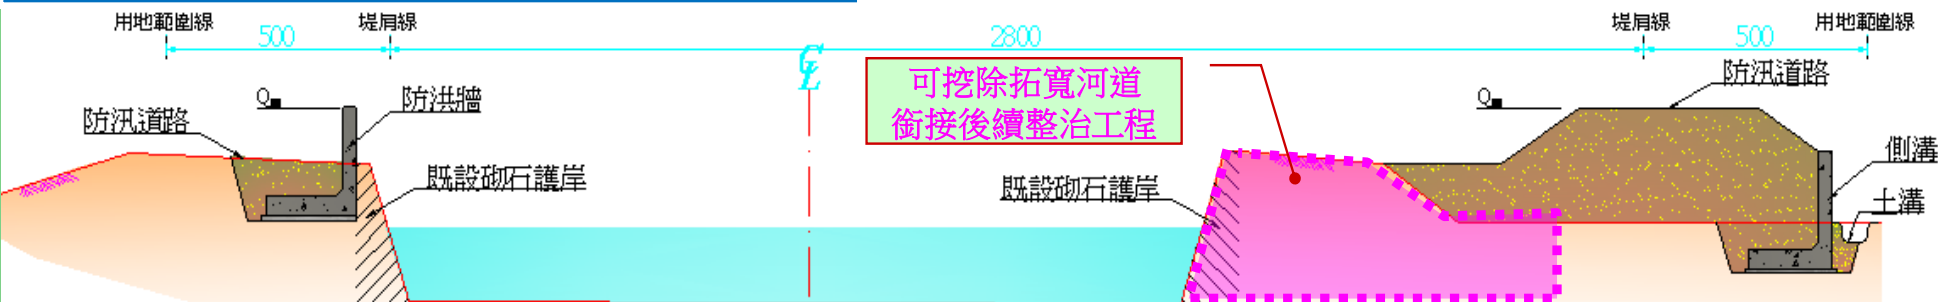 用地範圍線
堤肩線
堤肩線
用地範圍線
500
2800
500
CL
可挖除拓寬河道
銜接後續整治工程
防汛道路
Q
防洪牆
防汛道路
Q
側溝
既設砌石護岸
既設砌石護岸
土溝